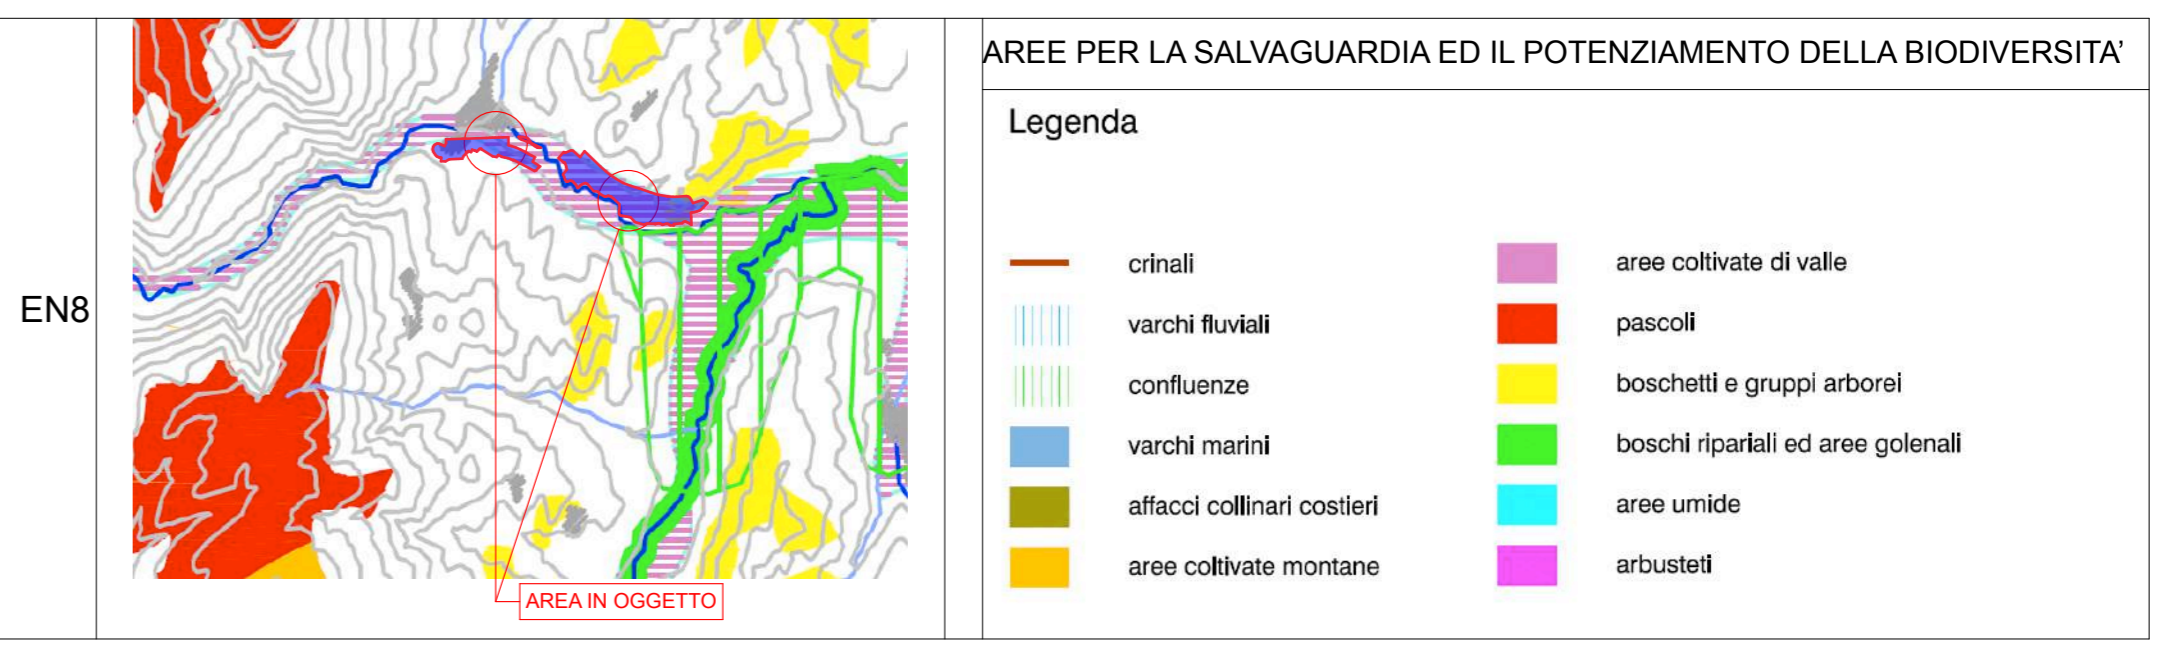 EN8
AREA IN OGGETTO
AREE PER LA SALVAGUARDIA ED IL POTENZIAMENTO DELLA BIODIVERSITA’
Legenda
crinali
varchi fluviali
confluenze
varchi marini
affacci collinari costieri
aree coltivate montane
aree coltivate di valle
pascoli
boschetti e gruppi arborei
boschi ripariali ed aree golenali
aree umide
arbusteti